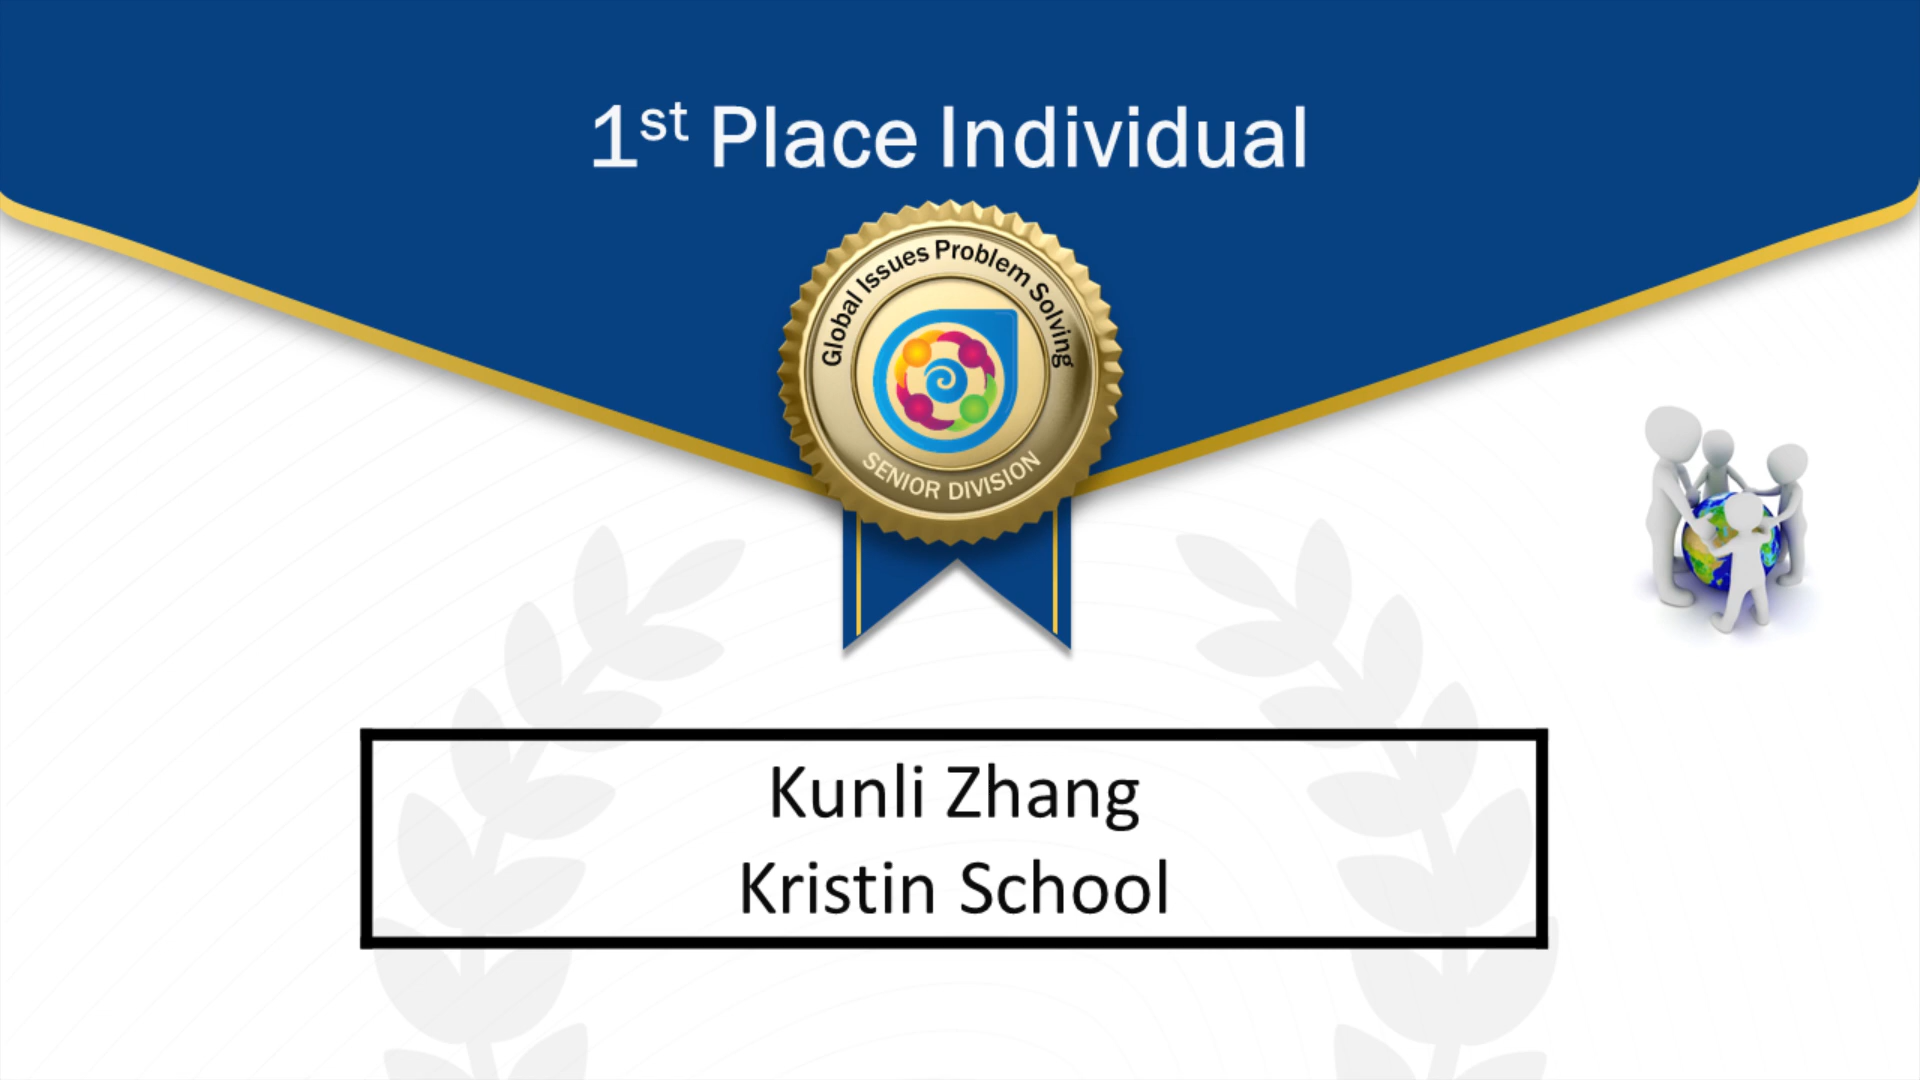 1st Place Individual
Global Issues Problem Solving
SENIOR DIVISION
Kunli Zhang
Kristin School